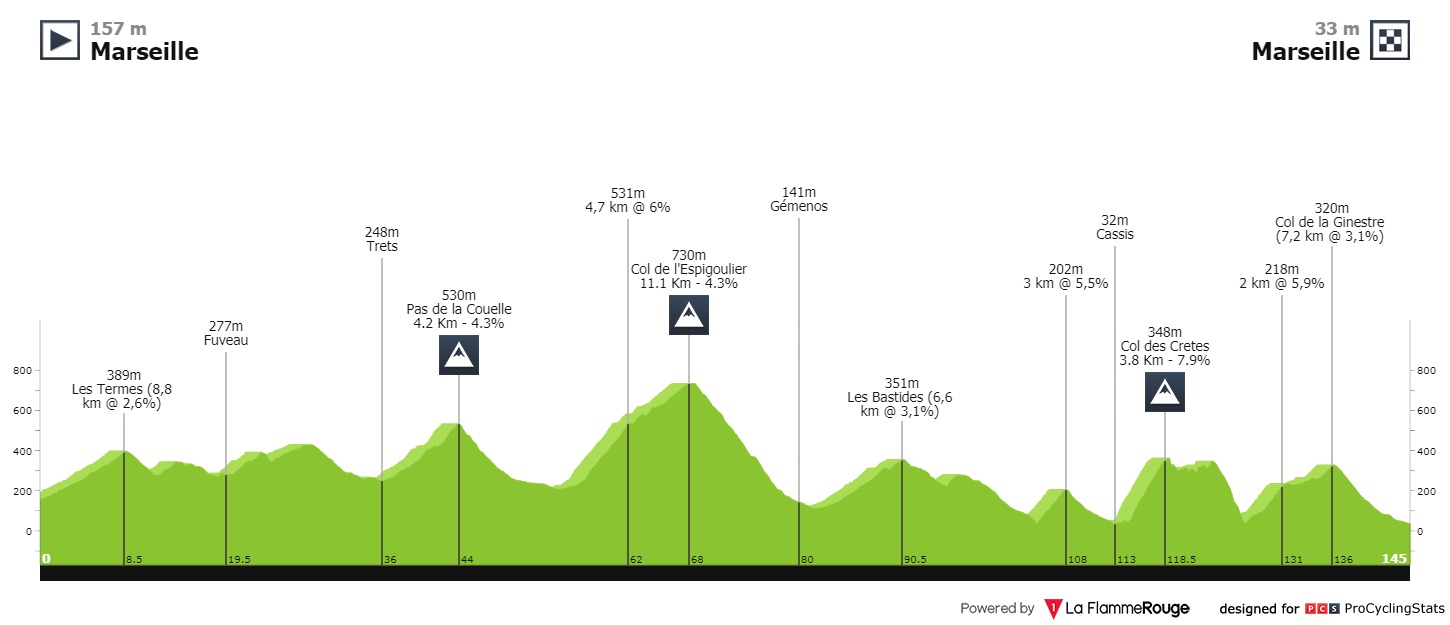 157 m
Marseille
33 m
Marseille
389m
Les Termes (8,8
km @ 2,6%)
277m
Fuveau
248m
Trets
530m
Pas de la Couelle
4.2 Km - 4.3%
531m
4,7 km @ 6%
730m
Col de l'Espigoulier
11.1 Km - 4.3%
141m
Gémenos
351m
Les Bastides (6,6
km @ 3,1%)
202m
3 km @ 5,5%
32m
Cassis
348m
Col des Cretes
3.8 Km - 7.9%
218m
2 km @ 5,9%
320m
Col de la Ginestre
(7,2 km @ 3,1%)
800
600
400
200
0
800
600
400
200
0
0
8.5
19.5
36
44
62
68
80
90.5
108
113
118.5
131
136
145
Powered by 1 La FlammeRouge designed for PCS ProCyclingStats